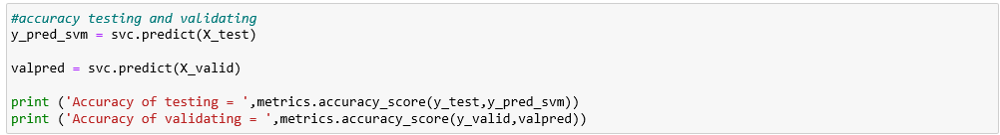 #accuracy testing and validating
y_pred_svm = svc.predict(X_test)
valpred = svc.predict(X_valid)
print ('Accuracy of testing = ',metrics.accuracy_score(y_test,y_pred_svm))
print ('Accuracy of validating = ',metrics.accuracy_score(y_valid,valpred))